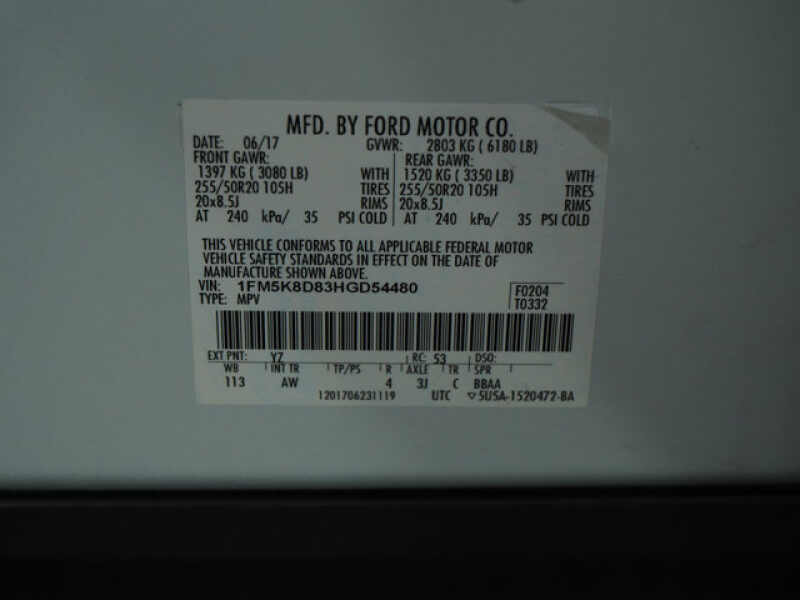 MFD. BY FORD MOTOR CO.
DATE: 06/17 GVWR: 2803 KG ( 6180 LB)
FRONT GAWR: REAR GAWR:
1397 KG ( 3080 LB) WITH 1520 KG ( 3350 LB) WITH
255/50R20 105H TIRES 255/50R20 105H TIRES
20x8.5J RIMS 20x8.5J RIMS
AT 240 kPa/ 35 PSI COLD AT 240 kPa/ 35 PSI COLD
THIS VEHICLE CONFORMS TO ALL APPLICABLE FEDERAL MOTOR
VEHICLE SAFETY STANDARDS IN EFFECT ON THE DATE OF
MANUFACTURE SHOWN ABOVE.
VIN: 1FM5K8D83HGD54480 F0204
TYPE: MPV T0332
EXT PNT: YZ RC: 53 DSO:
WB INT TR TP/PS R AXLE TR SPR
113 AW 4 3J C BBAA
1201706231119 UTC ▽5USA-1520472-BA